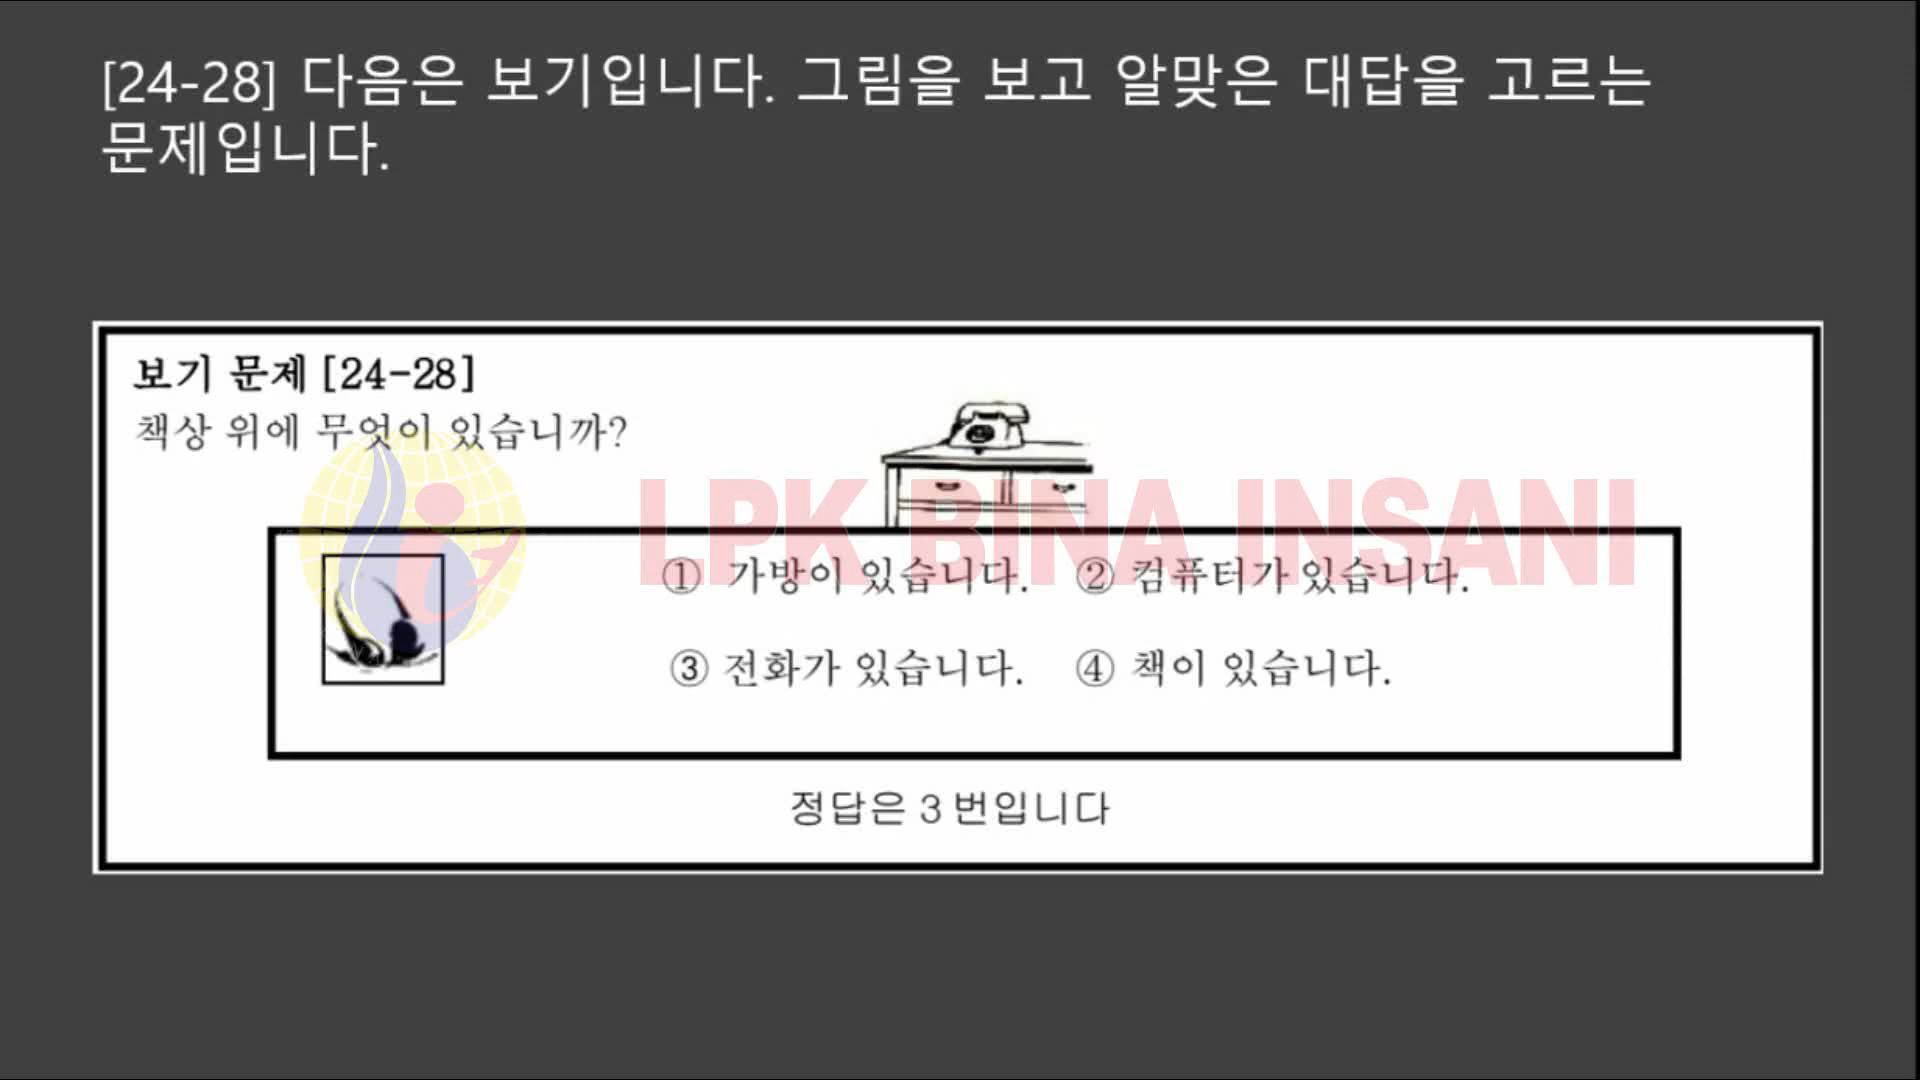 [24-28] 다음은 보기입니다. 그림을 보고 알맞은 대답을 고르는
문제입니다.
보기 문제 [24-28]
책상 위에 무엇이 있습니까?
LPK BINA INSANI
① 가방이 있습니다. ② 컴퓨터가 있습니다.
③ 전화가 있습니다. ④ 책이 있습니다.
정답은 3 번입니다